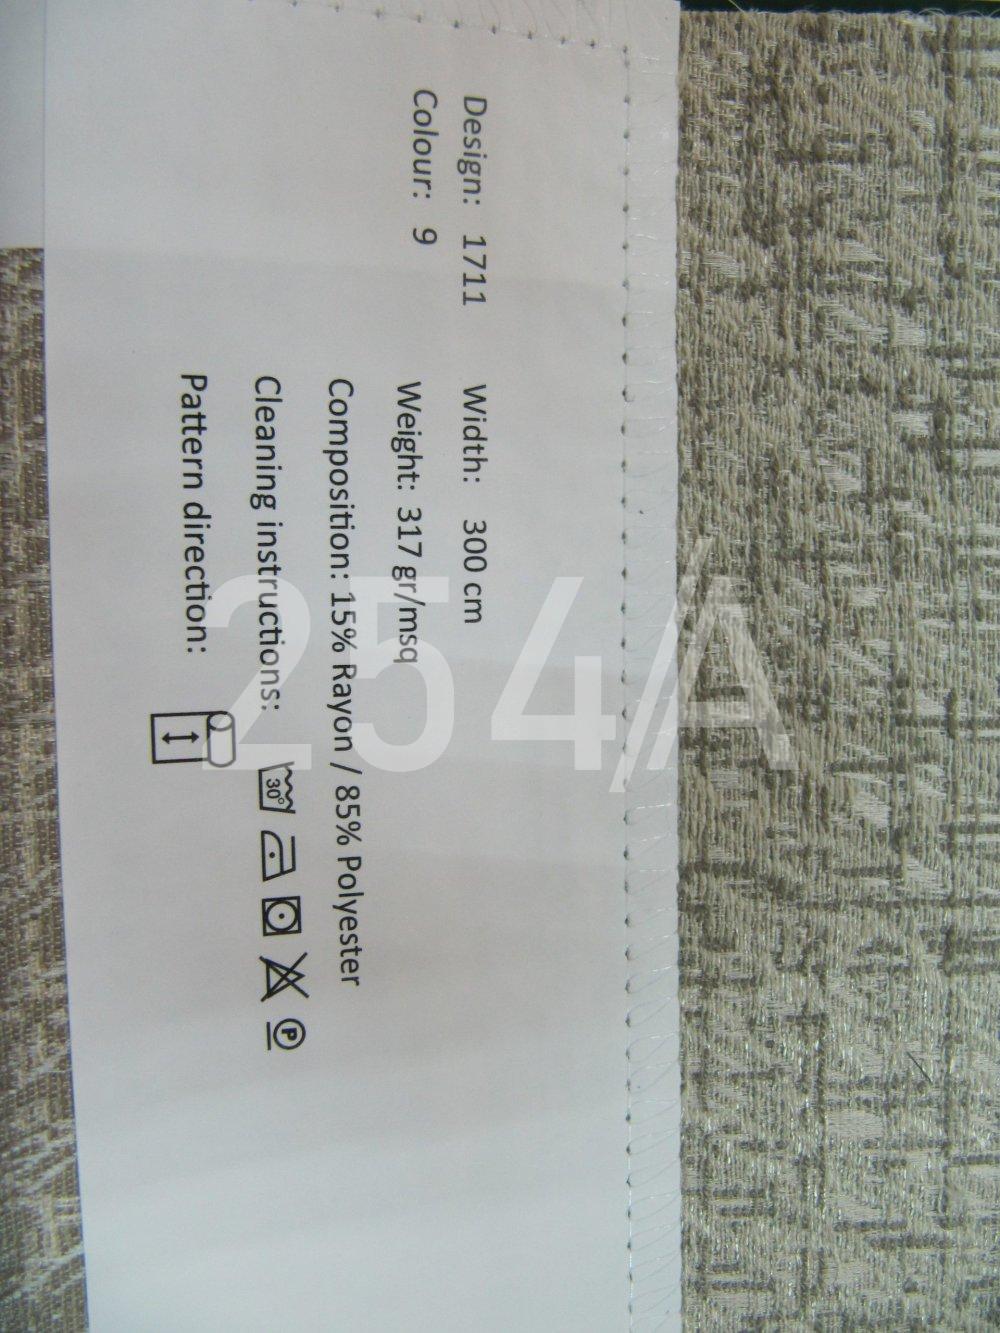 Design: 1711
Colour: 9
Width: 300 cm
Weight: 317 gr/msq
Composition: 15% Rayon / 85% Polyester
Cleaning instructions: 30° P
Pattern direction:
254/A